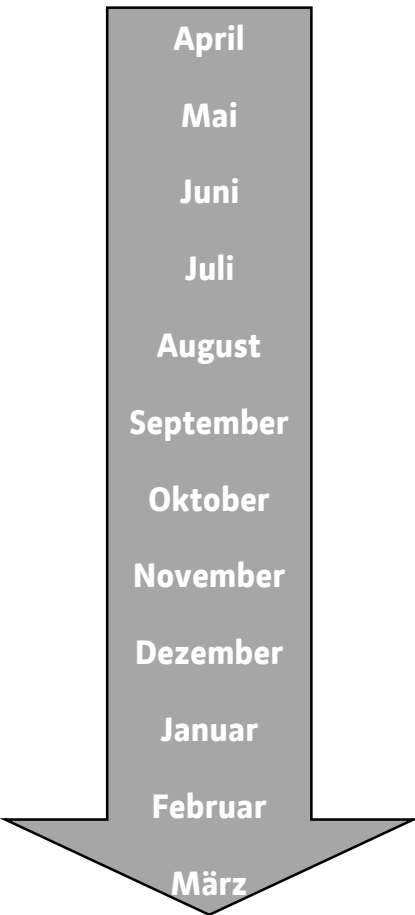 April
Mai
Juni
Juli
August
September
Oktober
November
Dezember
Januar
Februar
März